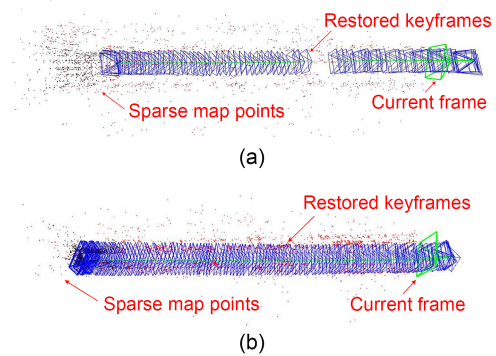 Restored keyframes
Sparse map points
Current frame
(a)
Restored keyframes
Sparse map points
Current frame
(b)